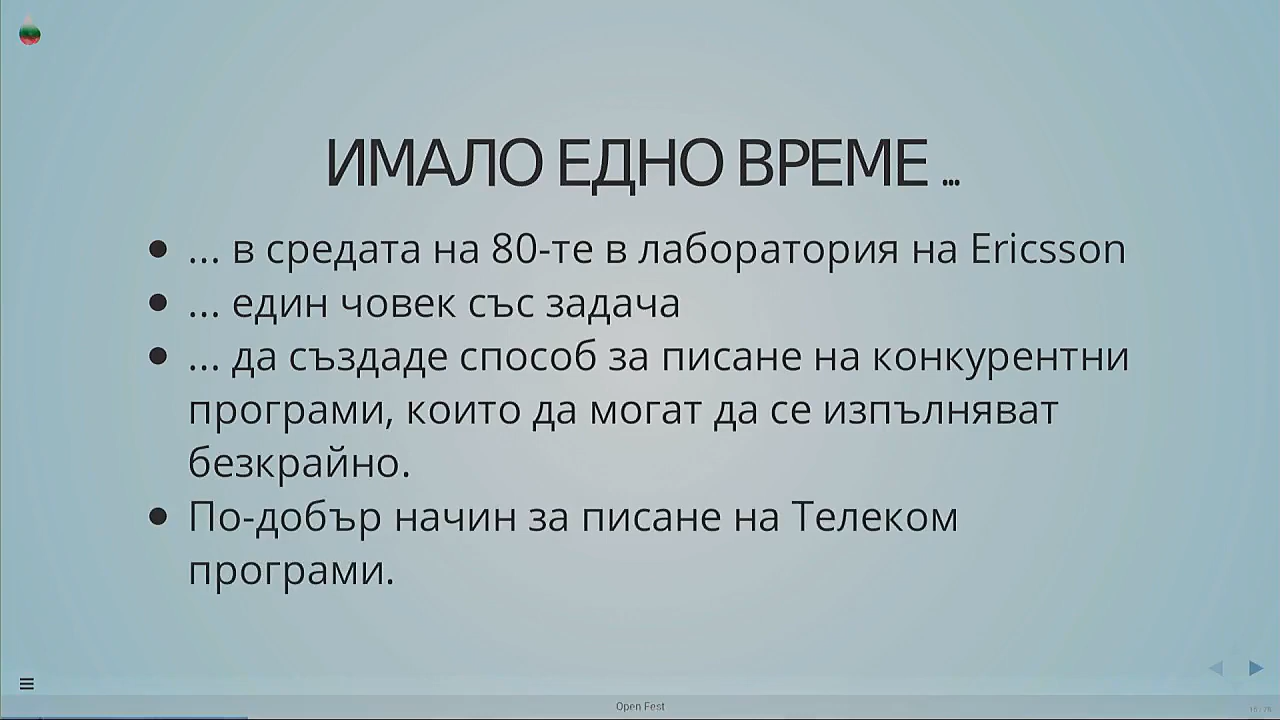 ИМАЛО ЕДНО ВРЕМЕ ...
... в средата на 80-те в лаборатория на Ericsson
... един човек със задача
... да създаде способ за писане на конкурентни
програми, които да могат да се изпълняват
безкрайно.
По-добър начин за писане на Телеком
програми.
Open Fest